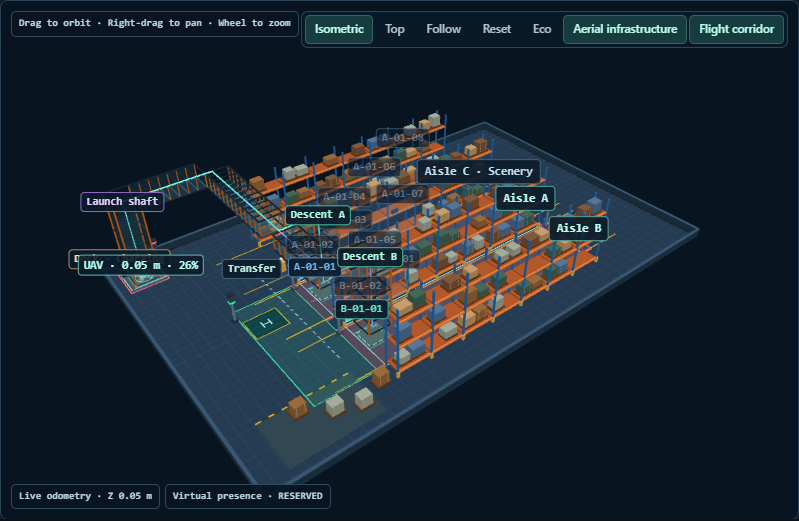 Drag to orbit · Right-drag to pan · Wheel to zoom
Isometric
Top
Follow
Reset
Eco
Aerial infrastructure
Flight corridor
A-01-08
A-01-06
Aisle C · Scenery
Launch shaft
A-01-04
A-01-07
Aisle A
Descent A
-03
Aisle B
A-01-02
A-01-05
Descent B
01
UAV · 0.05 m · 26%
Transfer
A-01-01
B-01-02
B-01-01
H
Live odometry · Z 0.05 m
Virtual presence · RESERVED